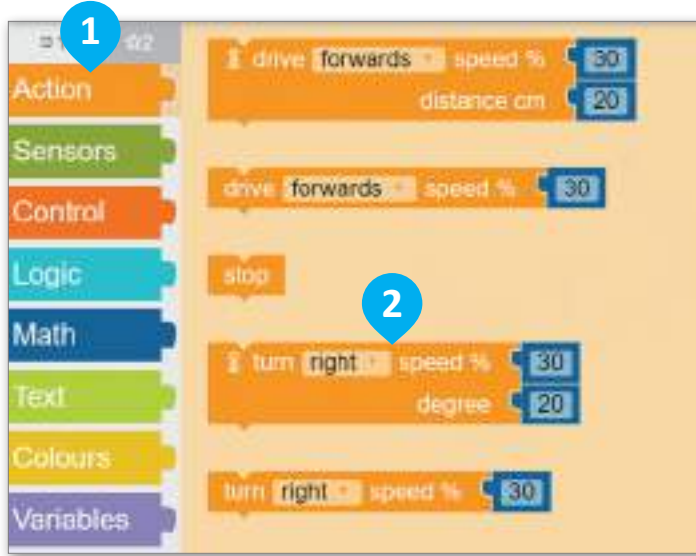 1
☆2
Action
Sensors
Control
Logic
Math
Text
Colours
Variables
drive forwards speed % 30
distance cm 20
drive forwards speed % 30
stop
2
turn right speed % 30
degree 20
turn right speed % 30